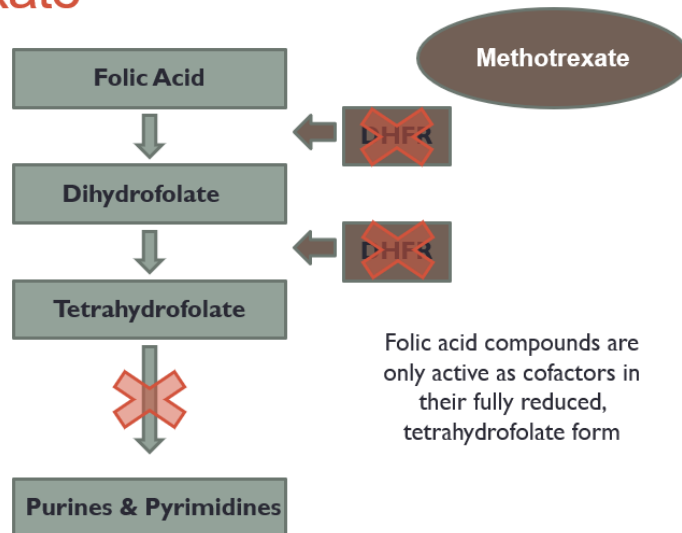 Folic Acid
Methotrexate
DHFR
Dihydrofolate
DHFR
Tetrahydrofolate
Folic acid compounds are
only active as cofactors in
their fully reduced,
tetrahydrofolate form
Purines & Pyrimidines